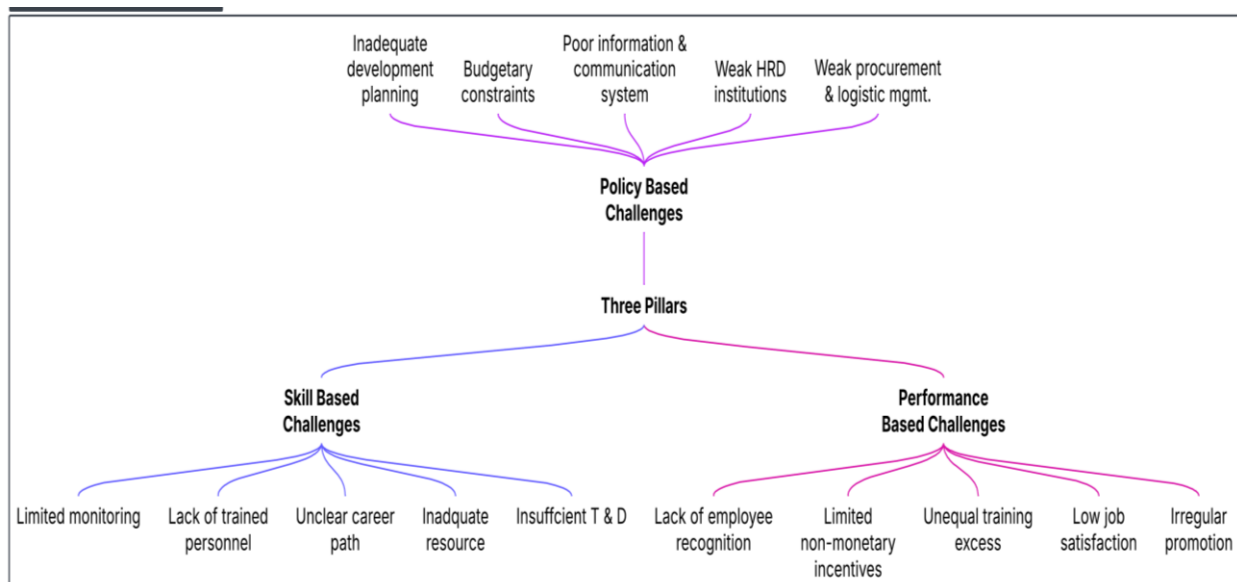 Inadequate
development
planning
Budgetary
constraints
Poor information &
communication
system
Weak HRD
institutions
Weak procurement
& logistic mgmt.
Policy Based
Challenges
Three Pillars
Skill Based
Challenges
Performance
Based Challenges
Limited monitoring
Lack of trained
personnel
Unclear career
path
Inadquate
resource
Insuffcient T & D
Lack of employee
recognition
Limited
non-monetary
incentives
Unequal training
excess
Low job
satisfaction
Irregular
promotion